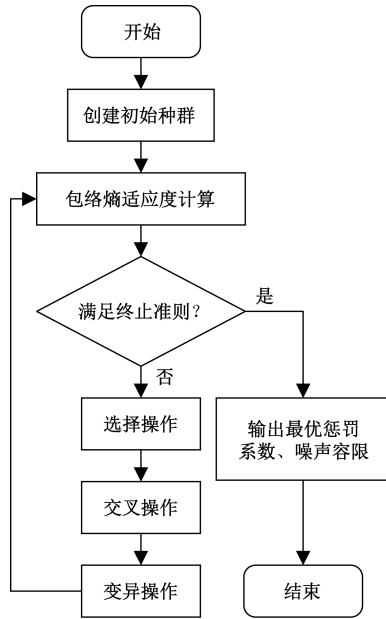 开始
创建初始种群
包络熵适应度计算
满足终止准则？
是
否
选择操作
输出最优惩罚
系数、噪声容限
交叉操作
变异操作
结束